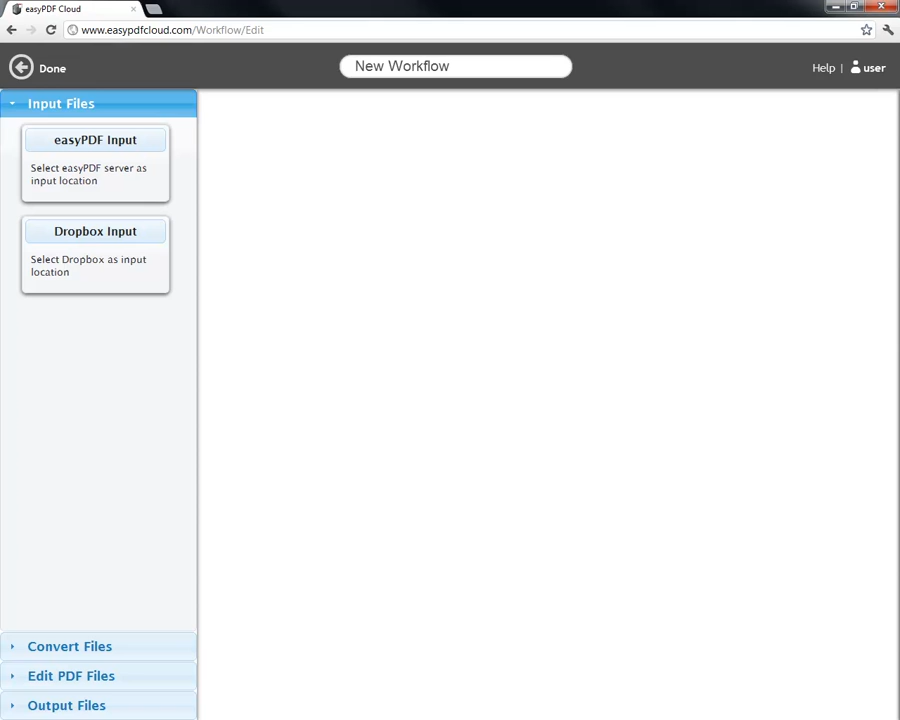 easyPDF Cloud
www.easypdfcloud.com/Workflow/Edit
Done
New Workflow
Help | user
Input Files
easyPDF Input
Select easyPDF server as
input location
Dropbox Input
Select Dropbox as input
location
Convert Files
Edit PDF Files
Output Files